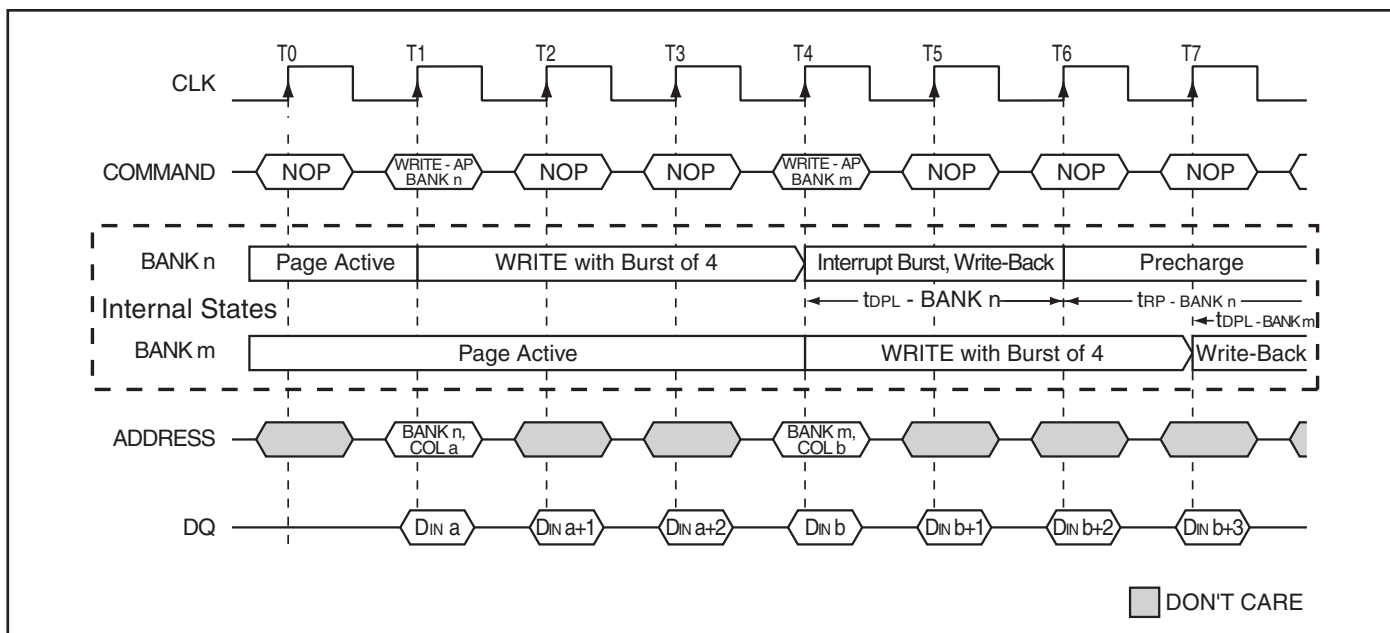 T0 T1 T2 T3 T4 T5 T6 T7
CLK
COMMAND NOP WRITE - AP BANK n NOP NOP WRITE - AP BANK m NOP NOP NOP
BANK n Page Active WRITE with Burst of 4 Interrupt Burst, Write-Back Precharge
tDPL - BANK n tRP - BANK n
Internal States
tDPL - BANK m
BANK m Page Active WRITE with Burst of 4 Write-Back
ADDRESS BANK n, COL a BANK m, COL b
DQ DIN a DIN a+1 DIN a+2 DIN b DIN b+1 DIN b+2 DIN b+3
DON'T CARE